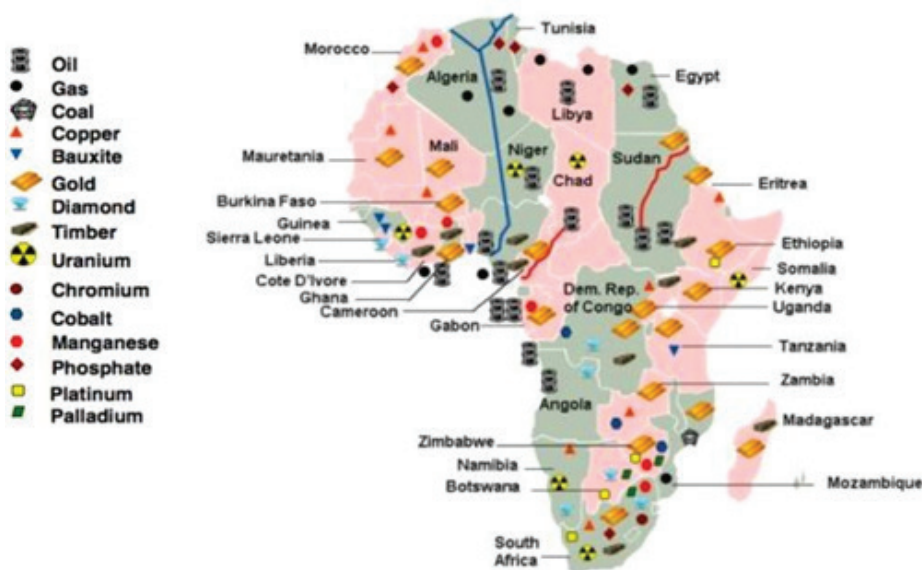 Oil
Gas
Coal
Copper
Bauxite
Gold
Diamond
Timber
Uranium
Chromium
Cobalt
Manganese
Phosphate
Platinum
Palladium
Tunisia
Morocco
Algeria
Egypt
Libya
Mali
Niger
Sudan
Mauretania
Chad
Eritrea
Burkina Faso
Guinea
Sierra Leone
Ethiopia
Liberia
Somalia
Cote D'Ivore
Dem. Rep.
of Congo
Kenya
Ghana
Uganda
Cameroon
Gabon
Tanzania
Zambia
Angola
Madagascar
Zimbabwe
Namibia
Botswana
Mozambique
South
Africa